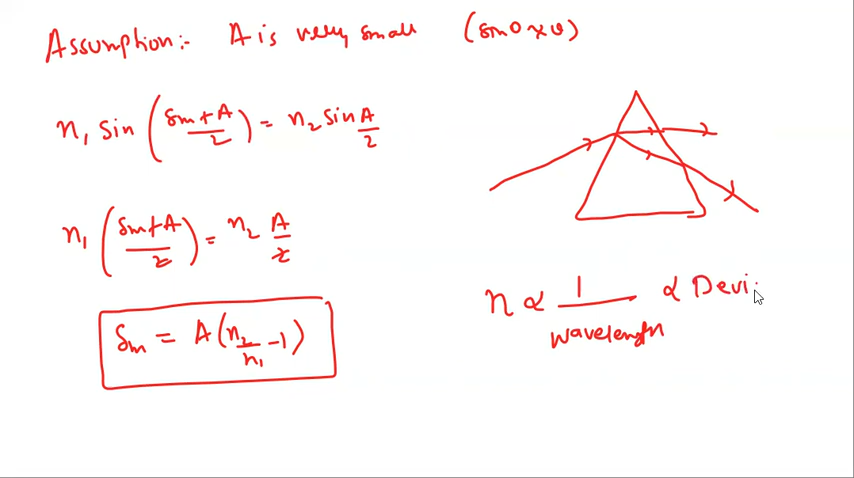 Assumption:- A is very small (sinθ ≈ θ)
n₁ sin ((δm+A)/2) = n₂ sin A/2
n₁ ((δm+A)/2) = n₂ A/2
δm = A(n₂/n₁ -1)
n ∝ 1/wavelength ∝ Devi